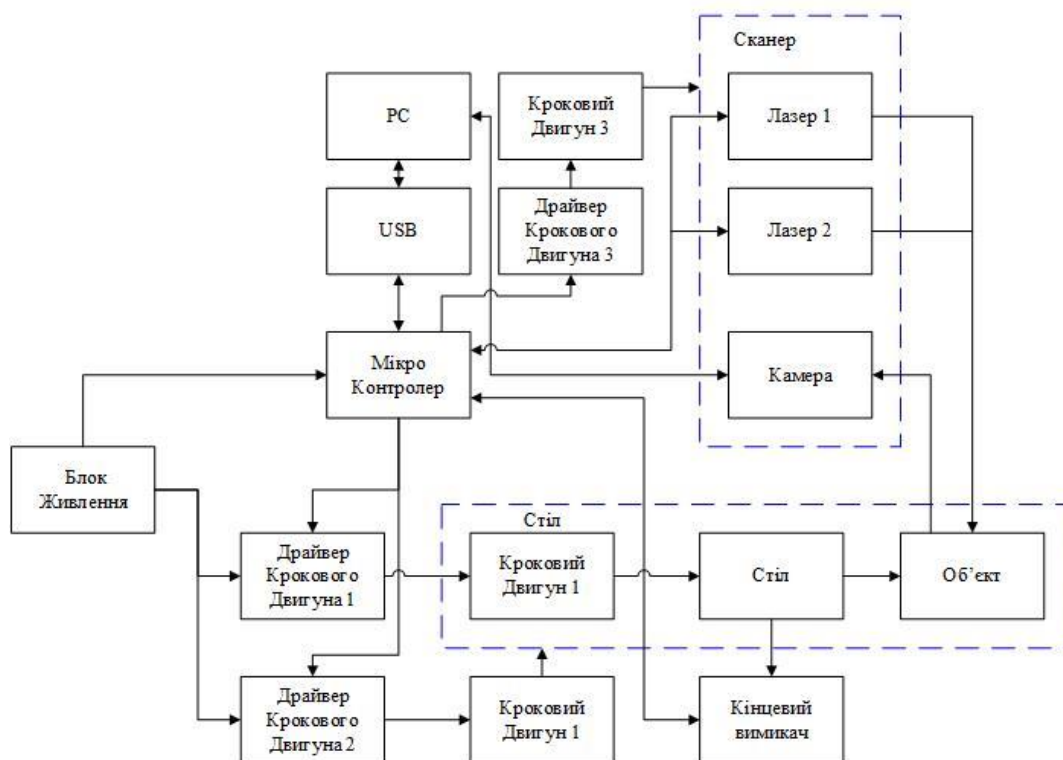 Сканер
PC
Кроковий
Двигун 3
Лазер 1
USB
Драйвер
Крокового
Двигуна 3
Лазер 2
Мікро
Контролер
Камера
Блок
Живлення
Стіл
Драйвер
Крокового
Двигуна 1
Кроковий
Двигун 1
Стіл
Об’єкт
Драйвер
Крокового
Двигуна 2
Кроковий
Двигун 1
Кінцевий
вимикач